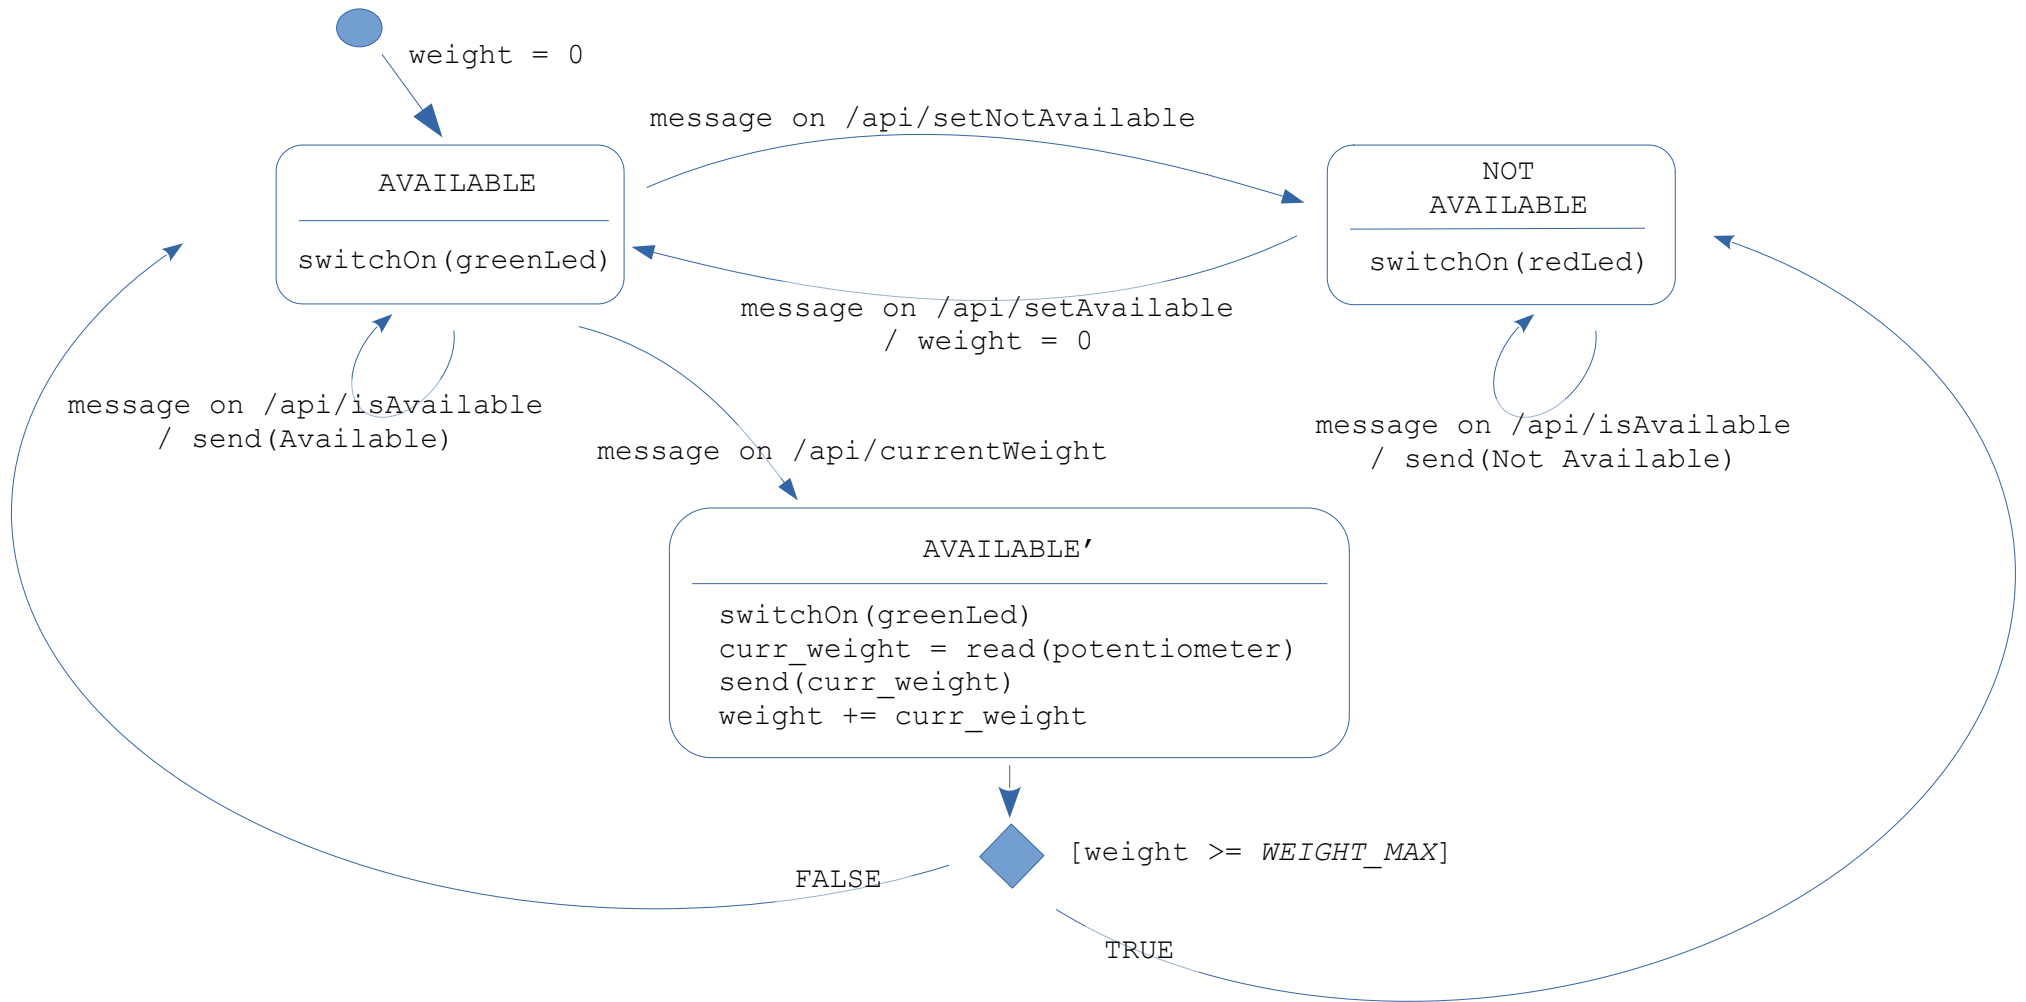 weight = 0
message on /api/setNotAvailable
AVAILABLE
switchOn(greenLed)
NOT
AVAILABLE
switchOn(redLed)
message on /api/setAvailable
/ weight = 0
message on /api/isAvailable
/ send(Available)
message on /api/currentWeight
message on /api/isAvailable
/ send(Not Available)
AVAILABLE'
switchOn(greenLed)
curr_weight = read(potentiometer)
send(curr_weight)
weight += curr_weight
[weight >= WEIGHT_MAX]
FALSE
TRUE